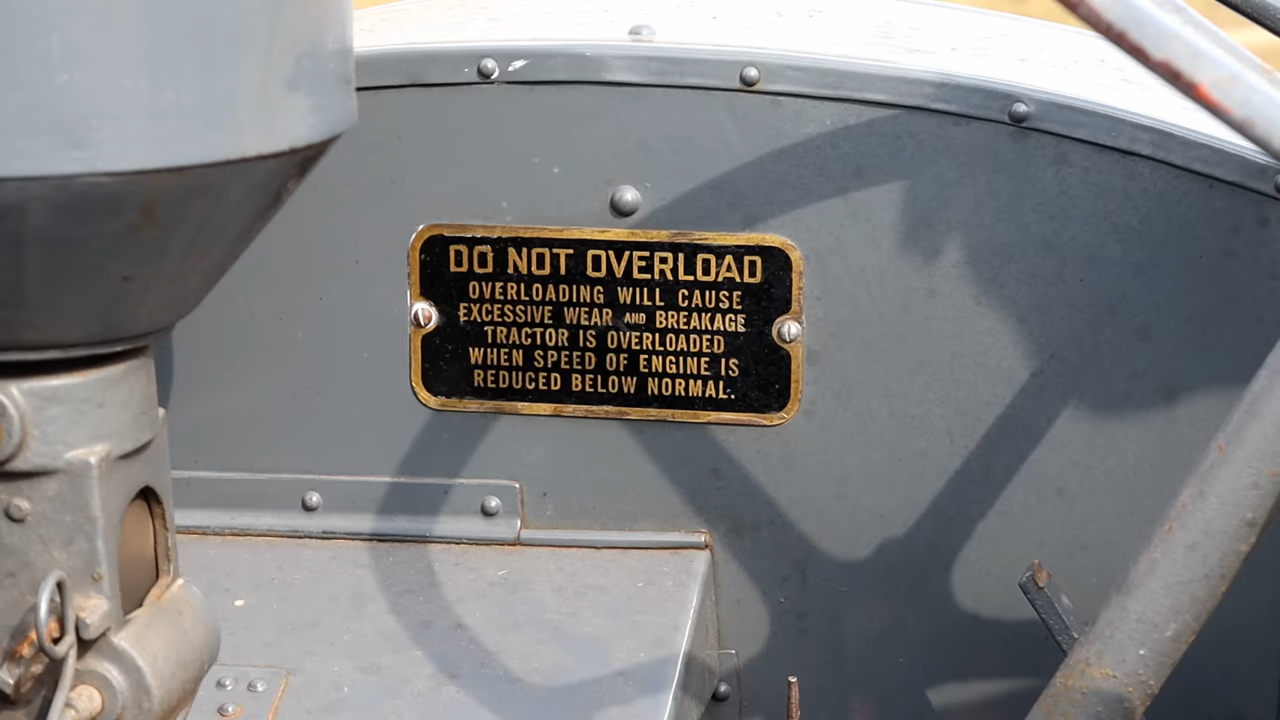 DO NOT OVERLOAD
OVERLOADING WILL CAUSE
EXCESSIVE WEAR AND BREAKAGE
TRACTOR IS OVERLOADED
WHEN SPEED OF ENGINE IS
REDUCED BELOW NORMAL.